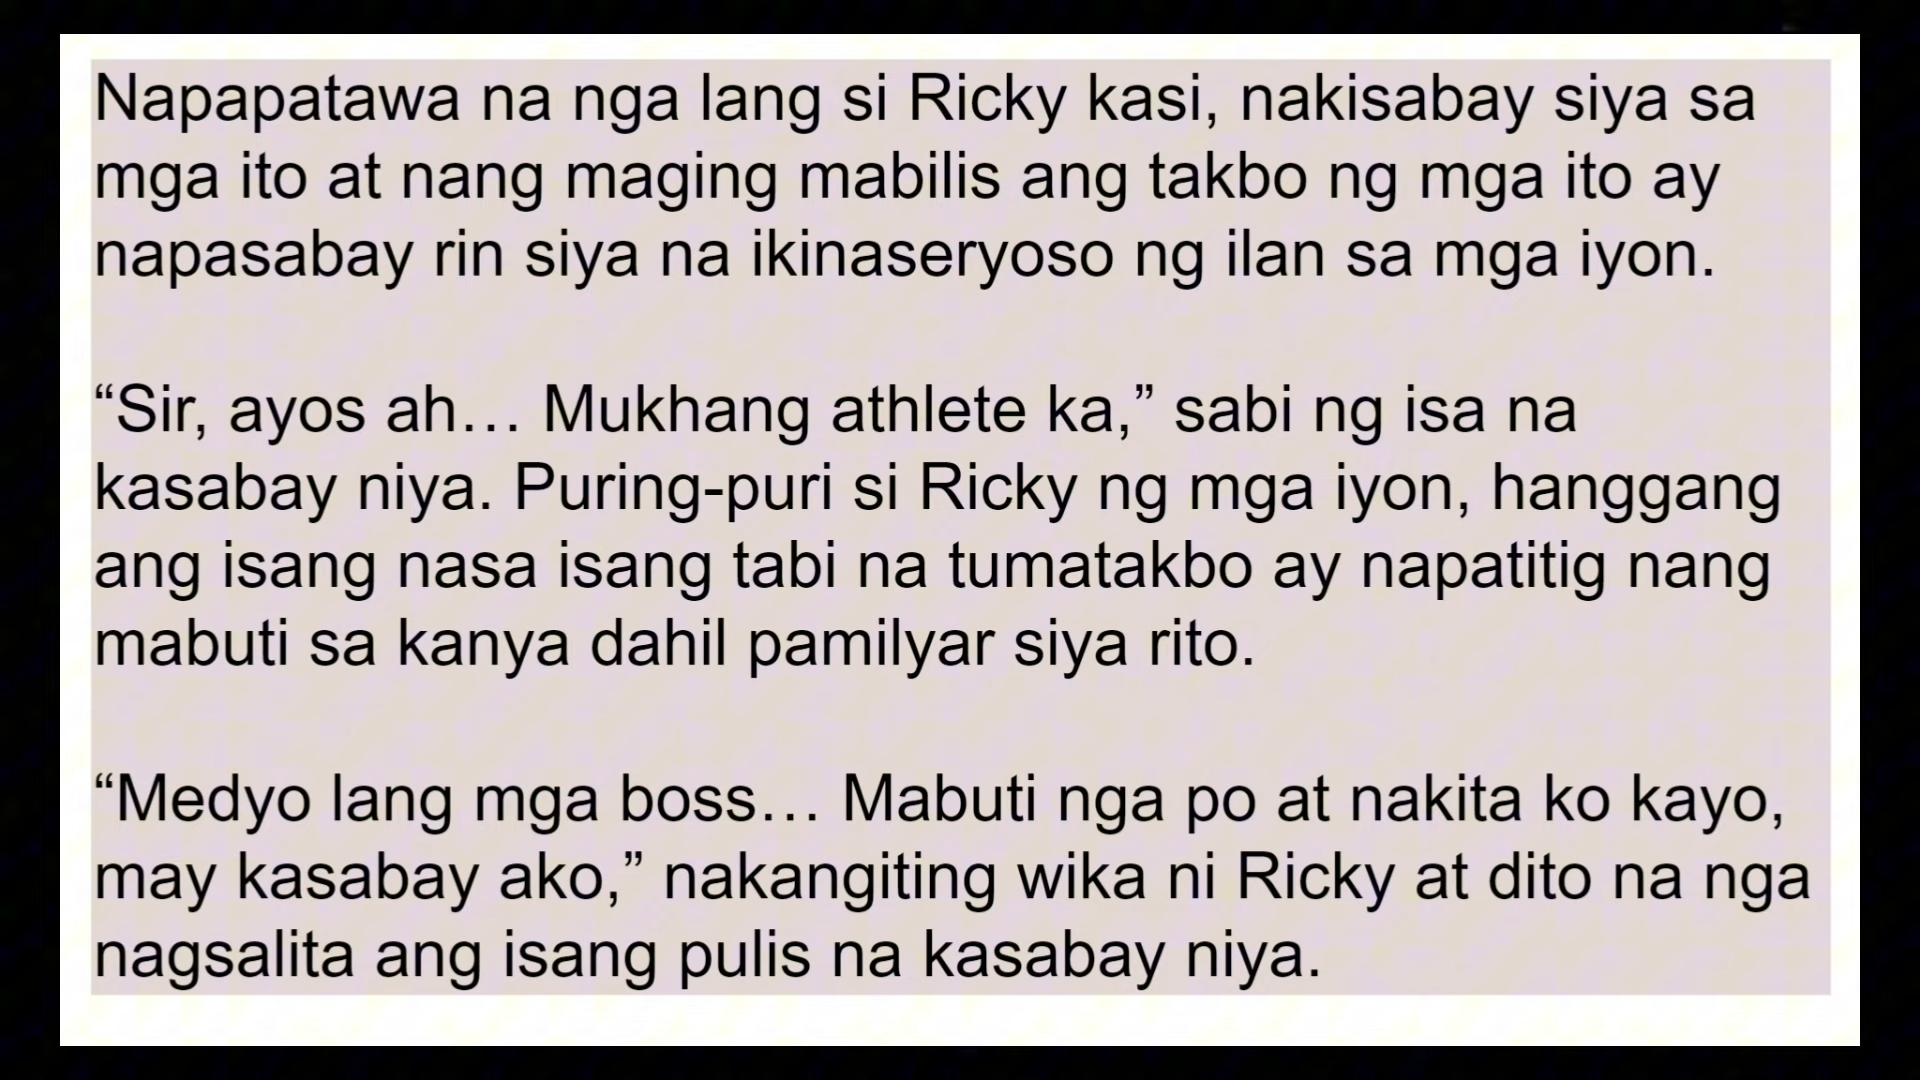 Napapatawa na nga lang si Ricky kasi, nakisabay siya sa
mga ito at nang maging mabilis ang takbo ng mga ito ay
napasabay rin siya na ikinaseryoso ng ilan sa mga iyon.
“Sir, ayos ah… Mukhang athlete ka,” sabi ng isa na
kasabay niya. Puring-puri si Ricky ng mga iyon, hanggang
ang isang nasa isang tabi na tumatakbo ay napatitig nang
mabuti sa kanya dahil pamilyar siya rito.
“Medyo lang mga boss… Mabuti nga po at nakita ko kayo,
may kasabay ako,” nakangiting wika ni Ricky at dito na nga
nagsalita ang isang pulis na kasabay niya.